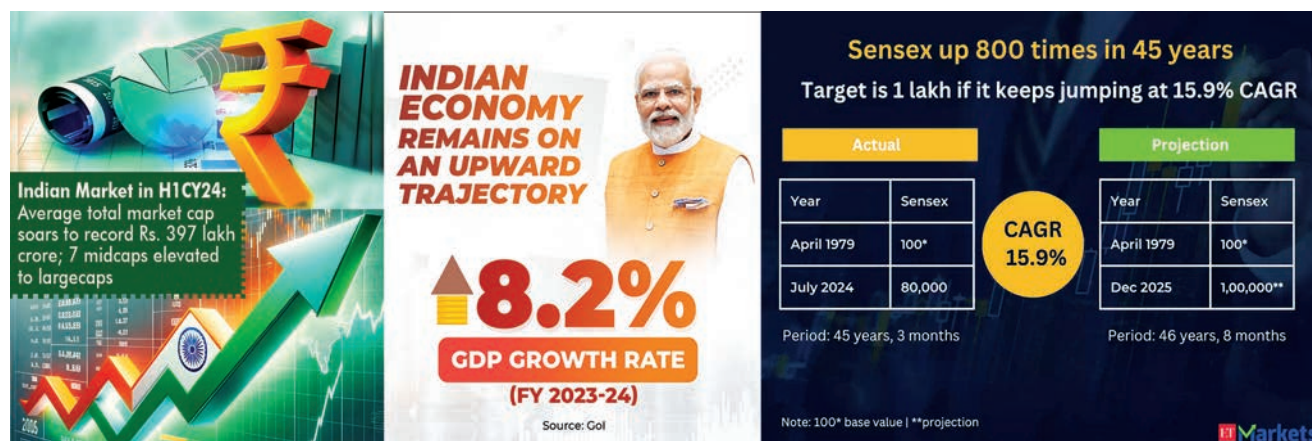 Indian Market in H1CY24:
Average total market cap
soars to record Rs. 397 lakh
crore; 7 midcaps elevated
to largecaps
2005
INDIAN
ECONOMY
REMAINS ON
AN UPWARD
TRAJECTORY
8.2%
GDP GROWTH RATE
(FY 2023-24)
Source: GoI
Sensex up 800 times in 45 years
Target is 1 lakh if it keeps jumping at 15.9% CAGR
Actual
Year Sensex
April 1979 100*
July 2024 80,000
Period: 45 years, 3 months
CAGR
15.9%
Projection
Year Sensex
April 1979 100*
Dec 2025 1,00,000**
Period: 46 years, 8 months
Note: 100* base value | **projection
ET Markets